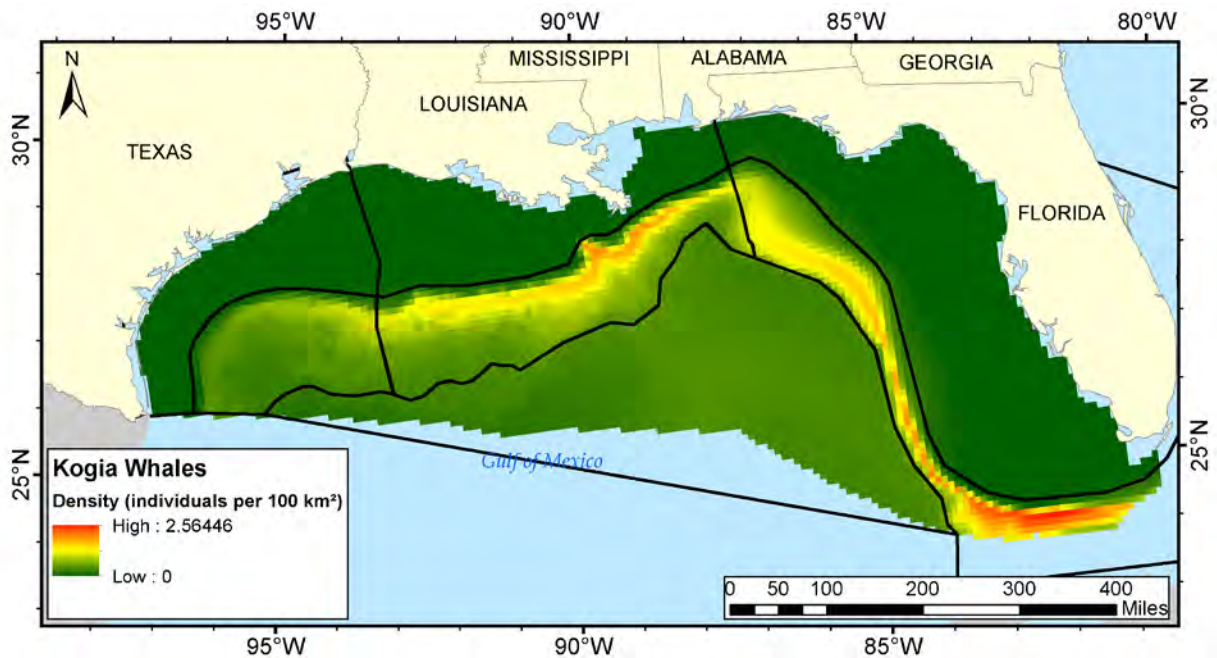 95°W 90°W 85°W 80°W
N
MISSISSIPPI ALABAMA GEORGIA
LOUISIANA
TEXAS
30°N 30°N
FLORIDA
25°N 25°N
Gulf of Mexico
Kogia Whales
Density (individuals per 100 km²)
High : 2.56446
Low : 0
0 50 100 200 300 400
Miles
95°W 90°W 85°W 80°W